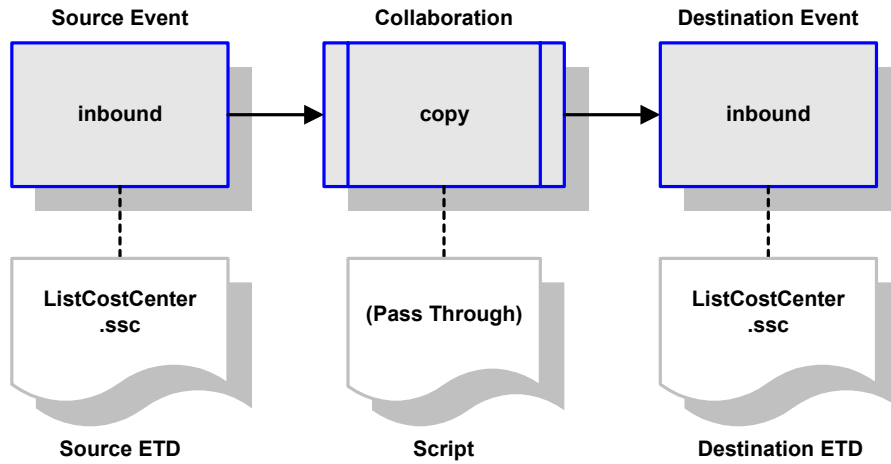 Source Event
Collaboration
Destination Event
inbound
copy
inbound
ListCostCenter
.ssc
(Pass Through)
ListCostCenter
.ssc
Source ETD
Script
Destination ETD